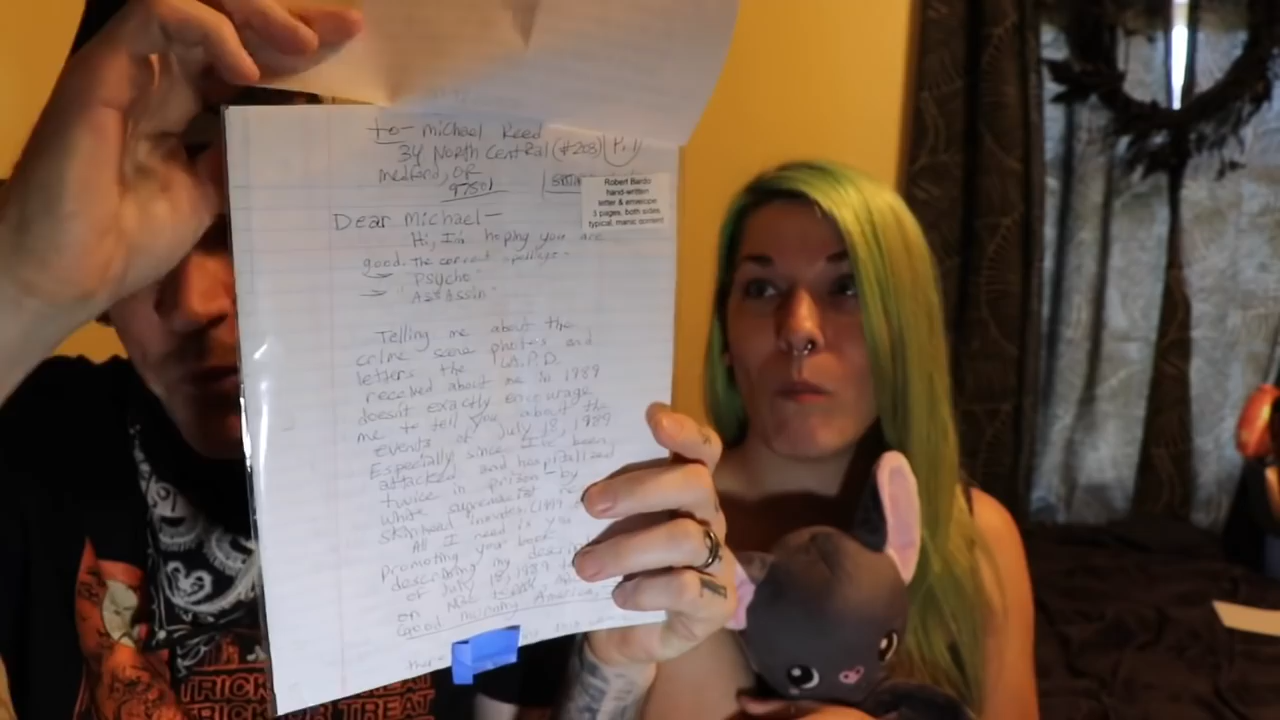 to- Michael Reed
34 North Central (#208) P. 1
Medford, OR
97501
Robert Bardo
hand-written
letter & envelope
3 pages, both sides,
typical, manic content
Dear Michael-
Hi, I'm hoping you are
good. The correct spellings-
→ "Psycho"
→ "Assassin"
Telling me about the
crime scene photos and
letters the L.A.P.D.
received about me in 1989
doesn't exactly encourage
me to tell you about the
events of July 18, 1989
Especially since I've been
attacked and hospitalized
twice in prison - by
white supremacist
skinhead inmates.
All I need is you
promoting your book
describing my
of July 18, 1989
on
Good Morning America,
TRICK OR TREAT
TRICK OR TREAT